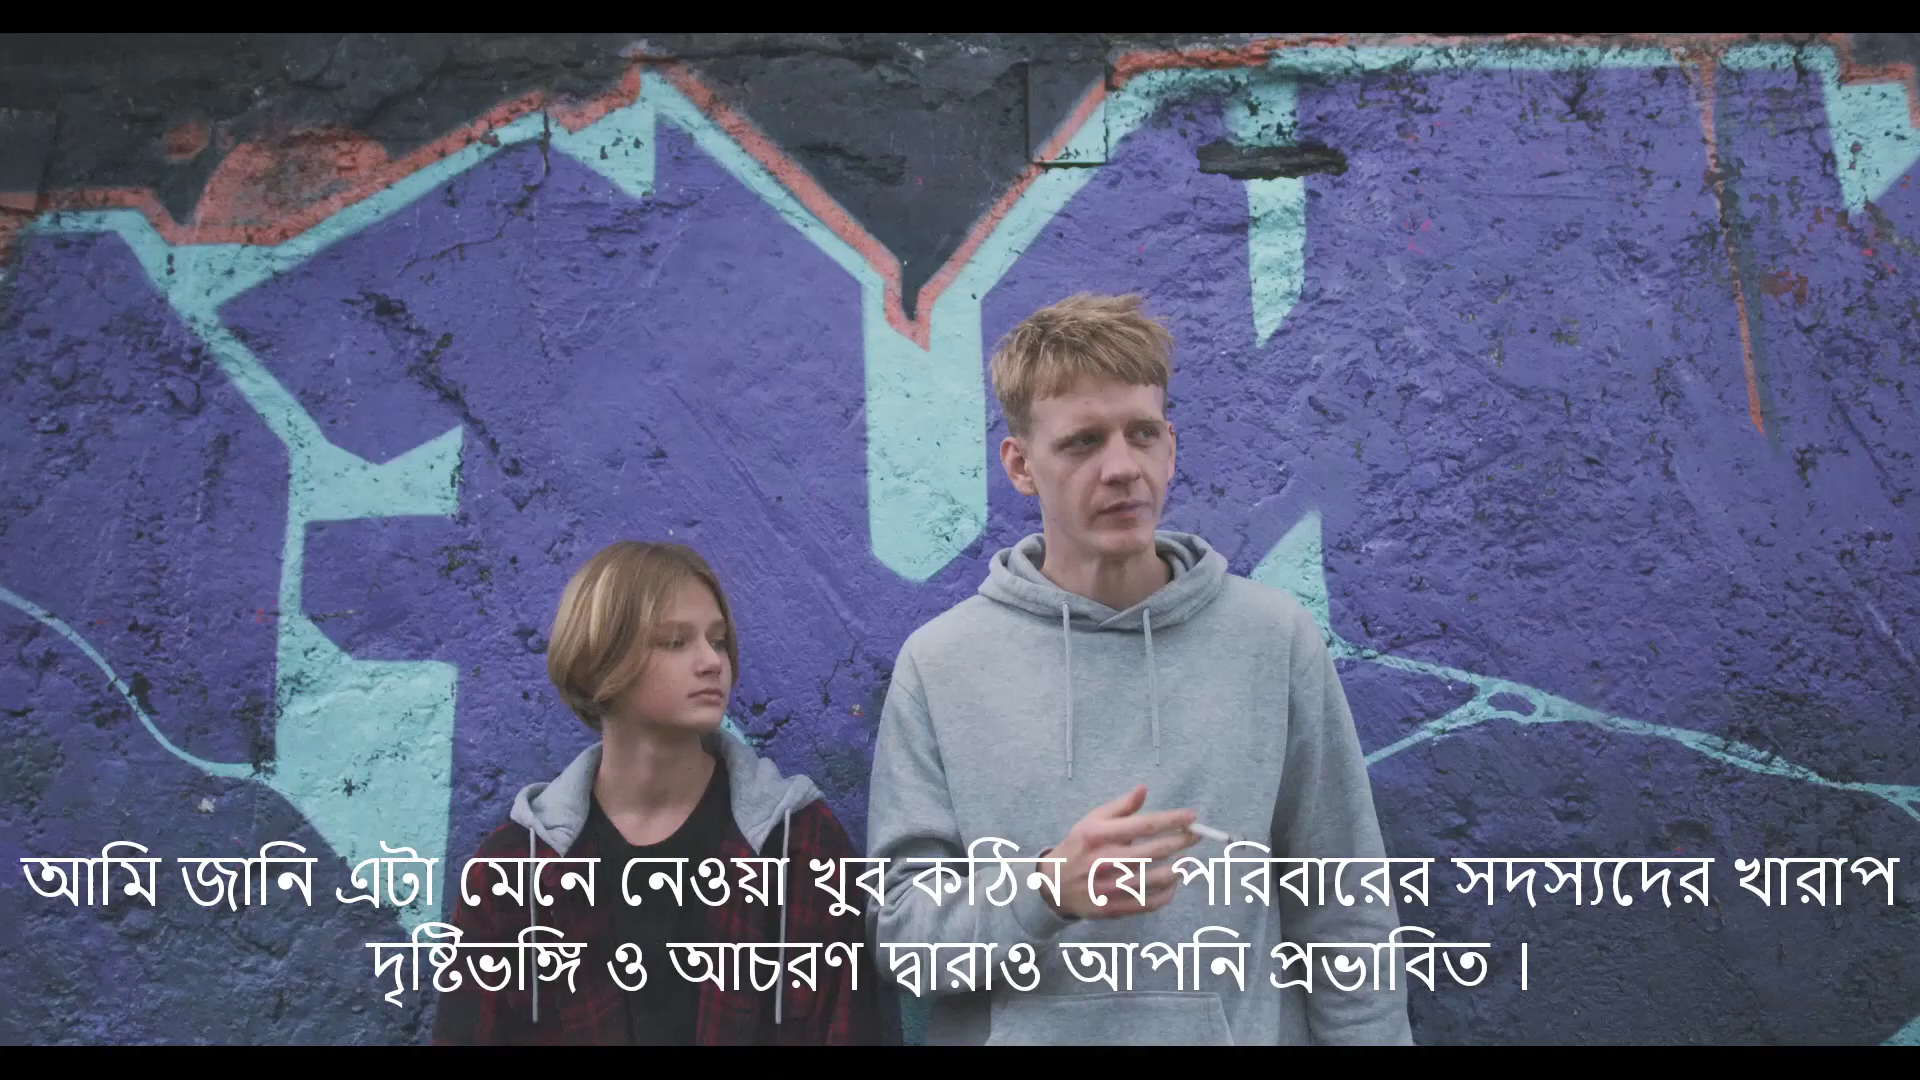 আমি জানি এটা মেনে নেওয়া খুব কঠিন যে পরিবারের সদস্যদের খারাপ
দৃষ্টিভঙ্গি ও আচরণ দ্বারাও আপনি প্রভাবিত ।